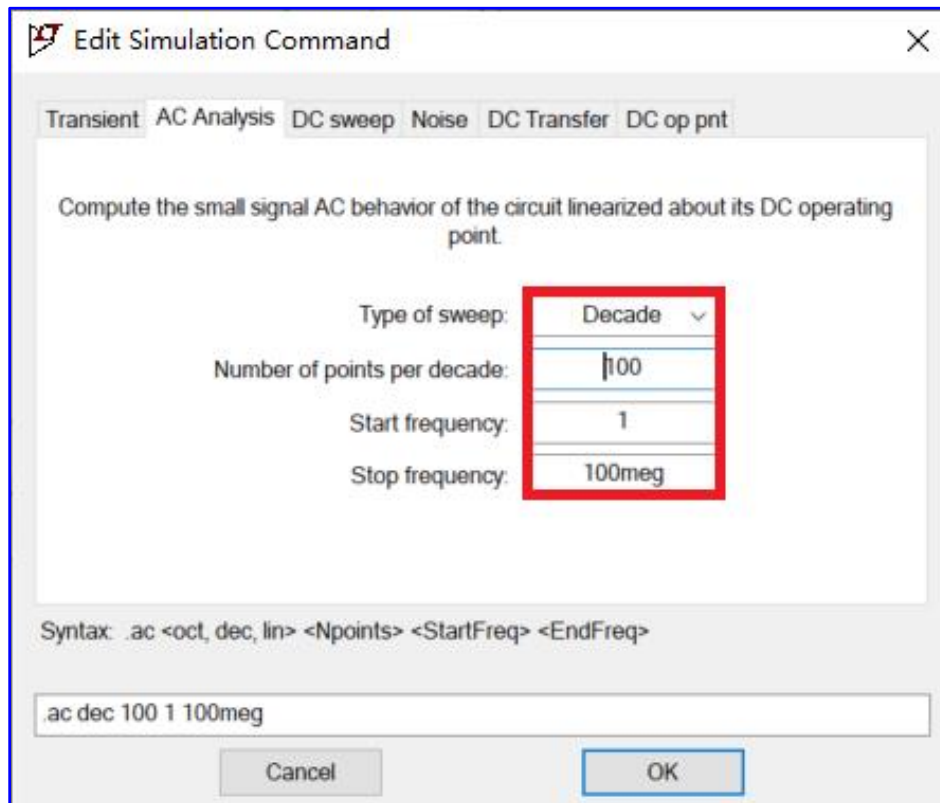 Edit Simulation Command
Transient AC Analysis DC sweep Noise DC Transfer DC op pnt
Compute the small signal AC behavior of the circuit linearized about its DC operating
point.
Type of sweep: Decade
Number of points per decade: 100
Start frequency: 1
Stop frequency: 100meg
Syntax: .ac <oct, dec, lin> <Npoints> <StartFreq> <EndFreq>
.ac dec 100 1 100meg
Cancel OK